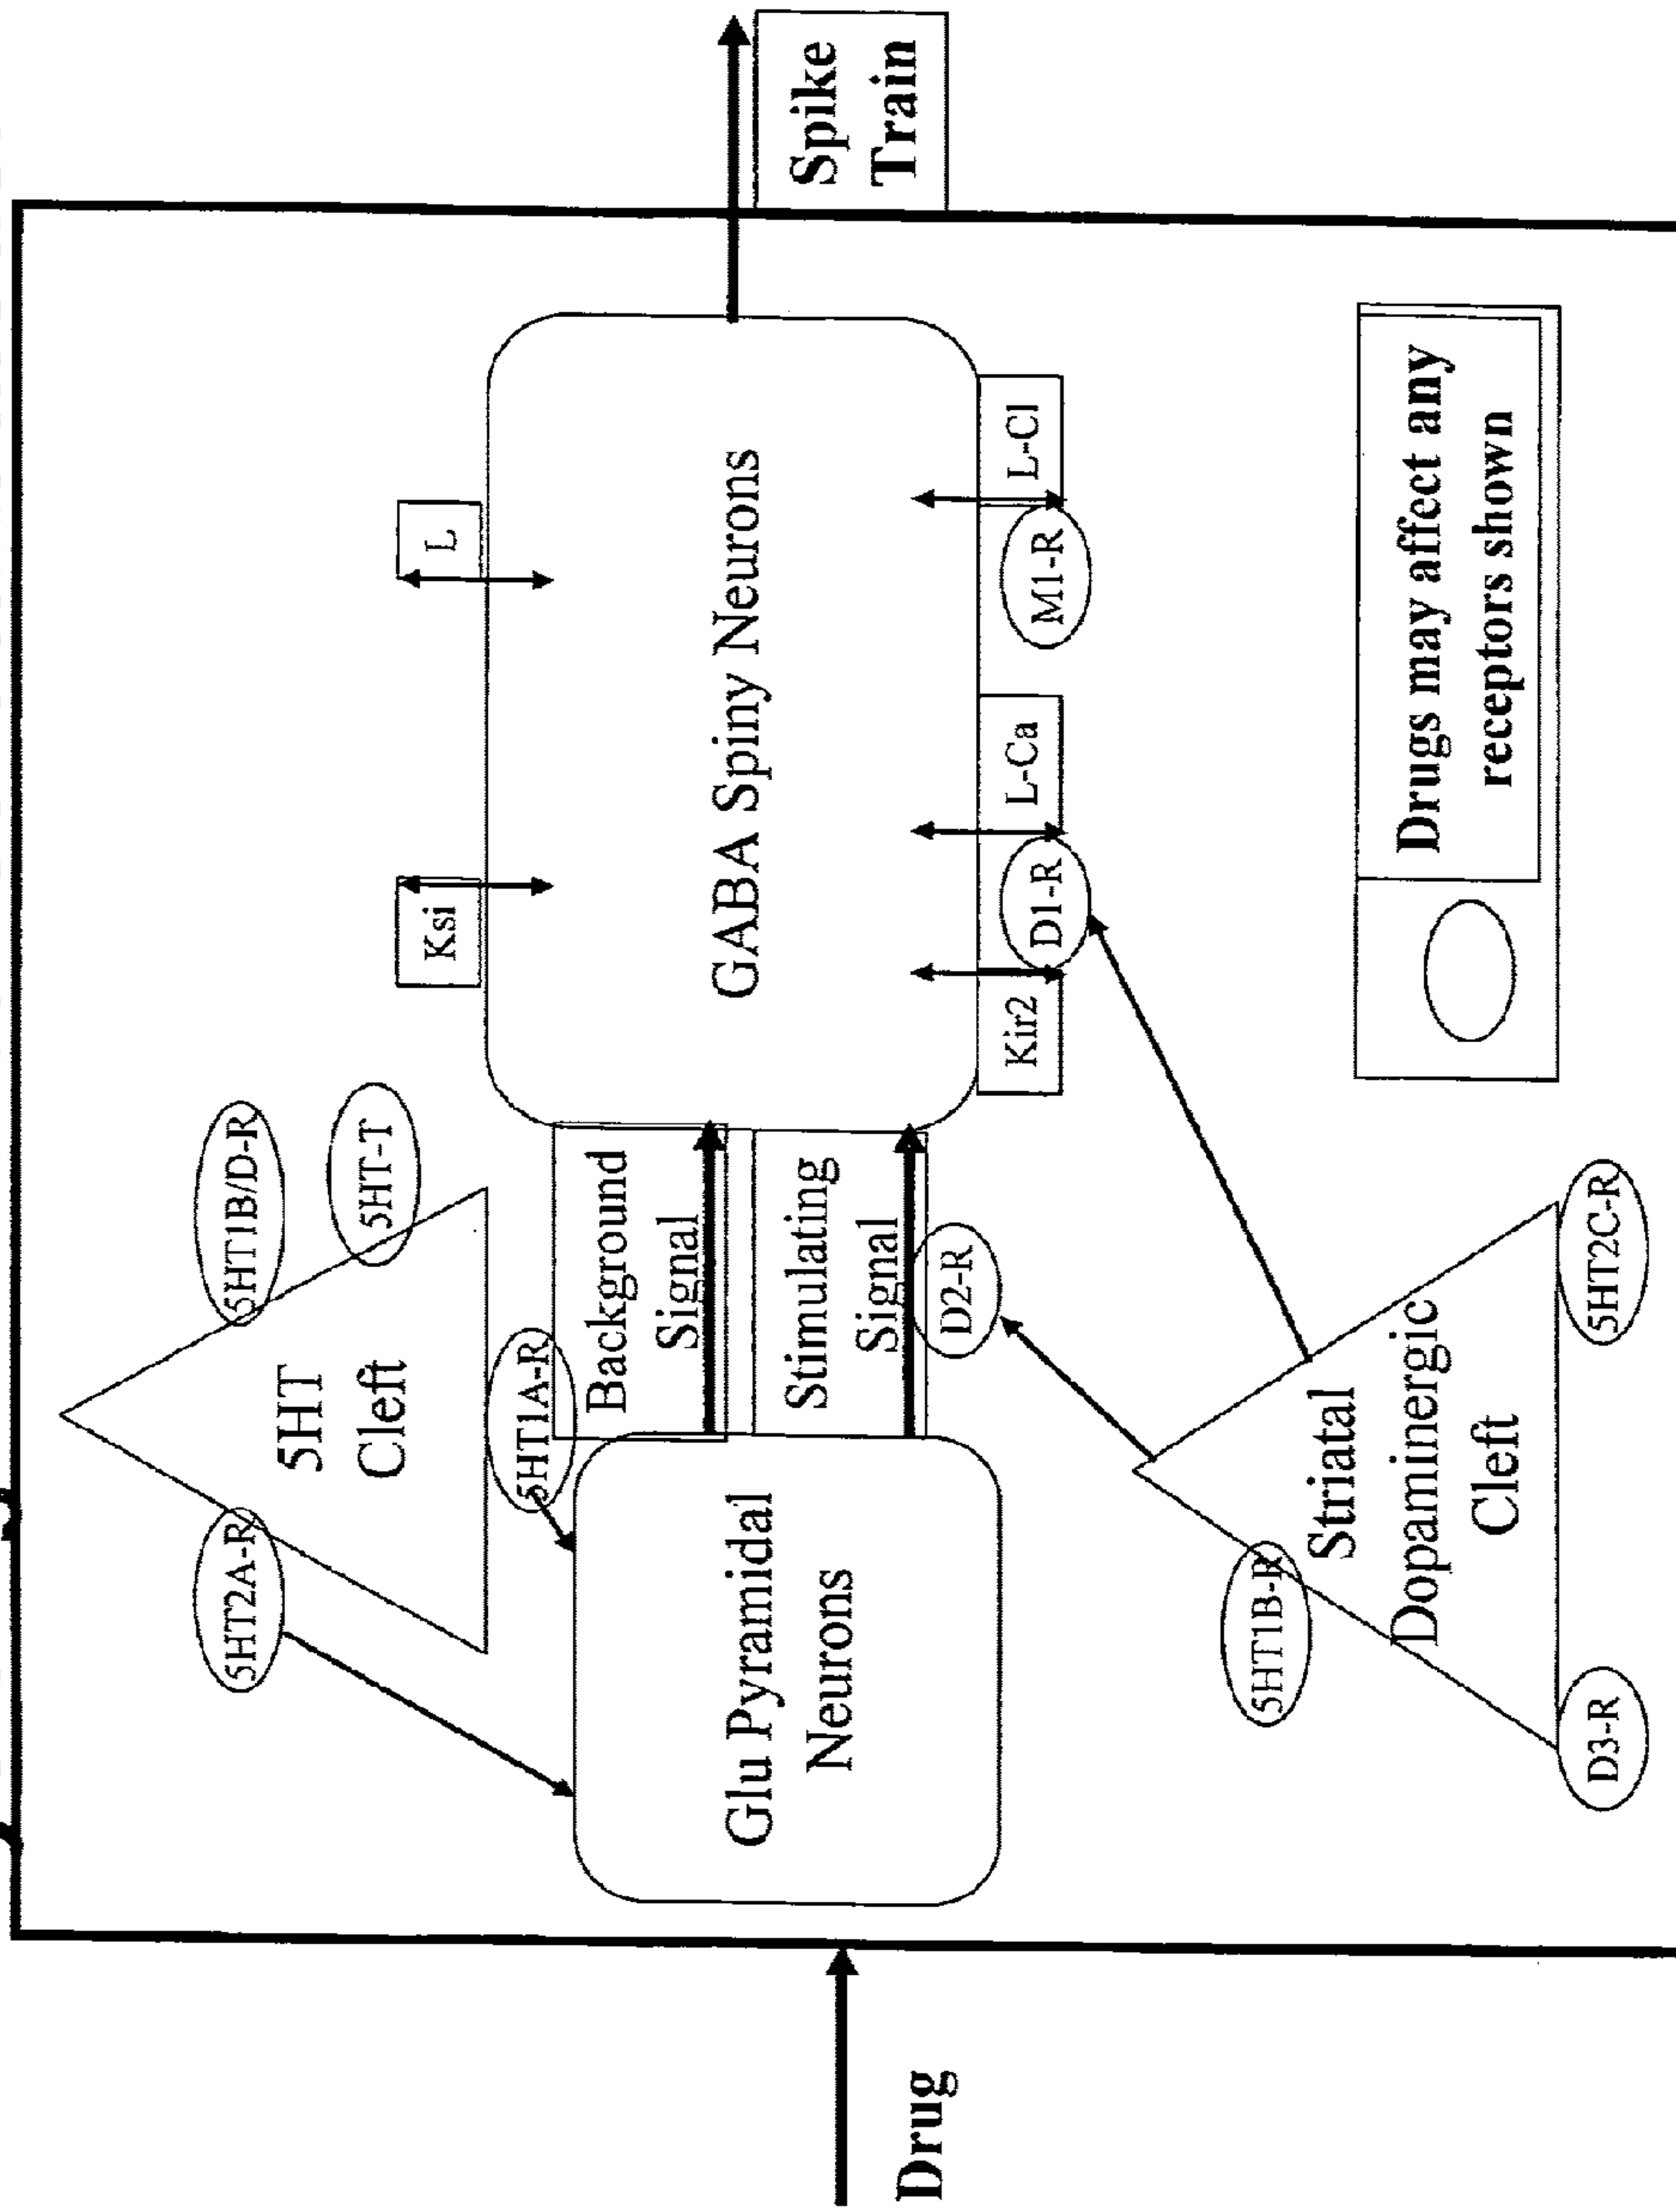 5HT2A-R
5HT
Cleft
5HT1B/D-R
5HT-T
5HT1A-R
Ksi
L
Glu Pyramidal
Neurons
Background
Signal
Stimulating
Signal
D2-R
GABA Spiny Neurons
Kir2
D1-R
L-Ca
M1-R
L-Cl
Spike
Train
Drug
5HT1B-R
Striatal
Dopaminergic
Cleft
D3-R
5HT2C-R
Drugs may affect any
receptors shown